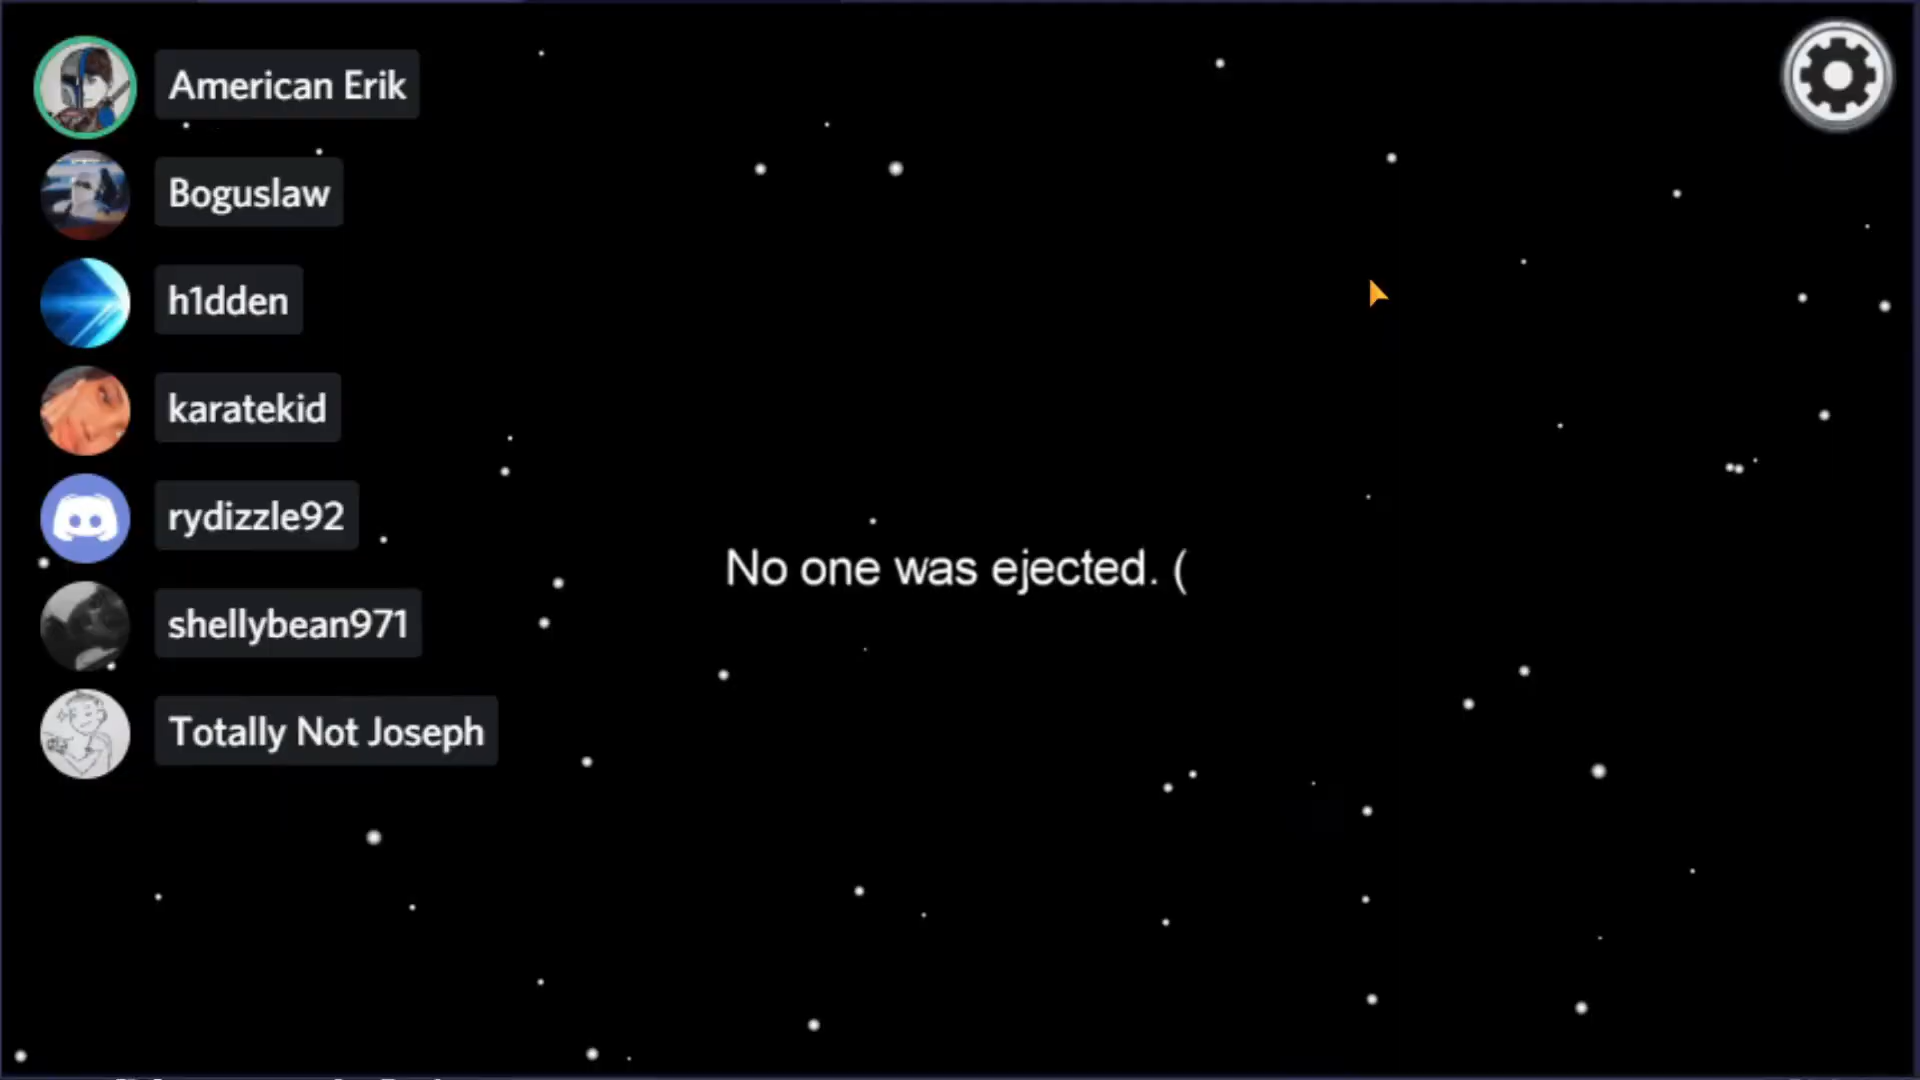 American Erik
Boguslaw
h1dden
karatekid
rydizzle92
No one was ejected. (
shellybean971
Totally Not Joseph